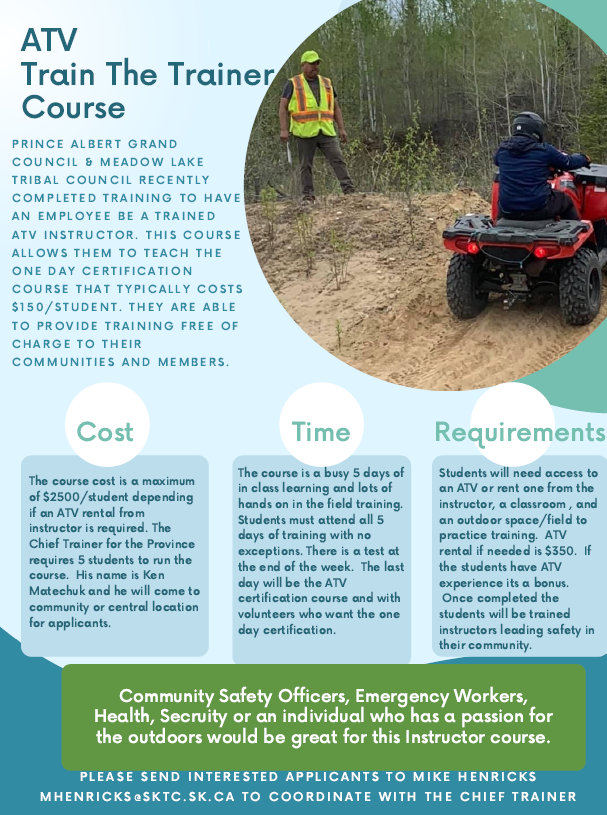 ATV
Train The Trainer
Course
PRINCE ALBERT GRAND
COUNCIL & MEADOW LAKE
TRIBAL COUNCIL RECENTLY
COMPLETED TRAINING TO HAVE
AN EMPLOYEE BE A TRAINED
ATV INSTRUCTOR. THIS COURSE
ALLOWS THEM TO TEACH THE
ONE DAY CERTIFICATION
COURSE THAT TYPICALLY COSTS
$150/STUDENT. THEY ARE ABLE
TO PROVIDE TRAINING FREE OF
CHARGE TO THEIR
COMMUNITIES AND MEMBERS.
Cost
The course cost is a maximum
of $2500/student depending
if an ATV rental from
instructor is required. The
Chief Trainer for the Province
requires 5 students to run the
course. His name is Ken
Matechuk and he will come to
community or central location
for applicants.
Time
The course is a busy 5 days of
in class learning and lots of
hands on in the field training.
Students must attend all 5
days of training with no
exceptions. There is a test at
the end of the week. The last
day will be the ATV
certification course and with
volunteers who want the one
day certification.
Requirements
Students will need access to
an ATV or rent one from the
instructor, a classroom , and
an outdoor space/field to
practice training. ATV
rental if needed is $350. If
the students have ATV
experience its a bonus.
Once completed the
students will be trained
instructors leading safety in
their community.
Community Safety Officers, Emergency Workers,
Health, Secruity or an individual who has a passion for
the outdoors would be great for this Instructor course.
PLEASE SEND INTERESTED APPLICANTS TO MIKE HENRICKS
MHENRICKS@SKTC.SK.CA TO COORDINATE WITH THE CHIEF TRAINER